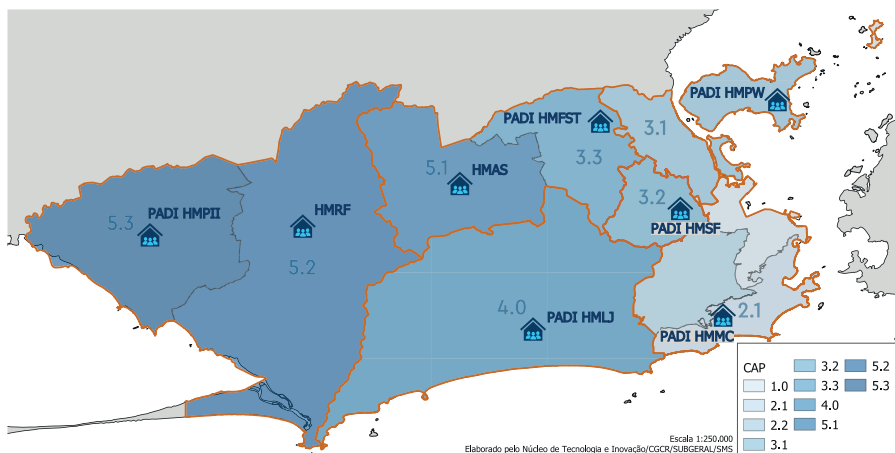 PADI HMPW
PADI HMFST
3.1
3.3
5.1
HMAS
3.2
PADI HMSF
PADI HMPII
5.3
HMRF
5.2
4.0
PADI HMLJ
2.1
PADI HMMC
CAP
1.0
2.1
2.2
3.1
3.2
3.3
4.0
5.1
5.2
5.3
Escala 1:250.000
Elaborado pelo Núcleo de Tecnologia e Inovação/CGCR/SUBGERAL/SMS